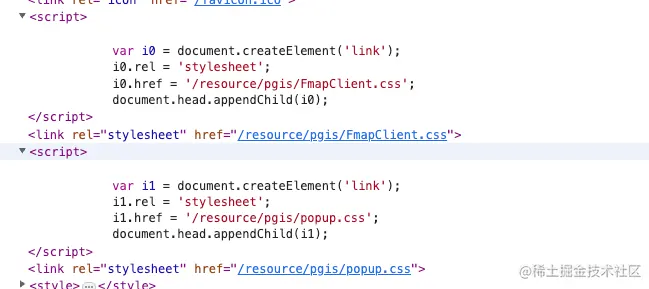 <link rel="icon" href="/favicon.ico">
▼<script>
var i0 = document.createElement('link');
i0.rel = 'stylesheet';
i0.href = '/resource/pgis/FmapClient.css';
document.head.appendChild(i0);
</script>
<link rel="stylesheet" href="/resource/pgis/FmapClient.css">
▼<script>
var i1 = document.createElement('link');
i1.rel = 'stylesheet';
i1.href = '/resource/pgis/popup.css';
document.head.appendChild(i1);
</script>
<link rel="stylesheet" href="/resource/pgis/popup.css">
▶<style>…</style>
@稀土掘金技术社区